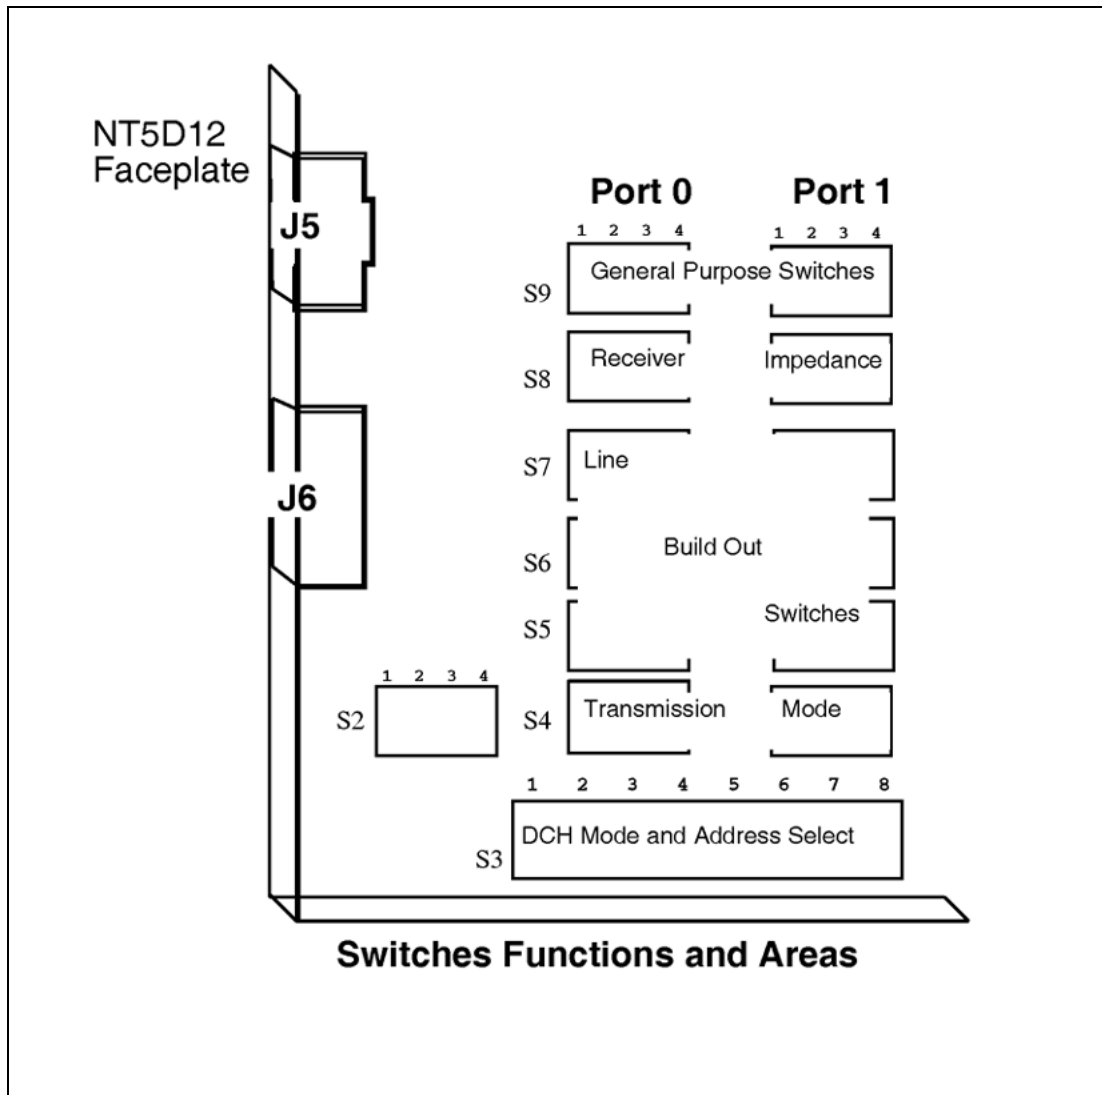 NT5D12
Faceplate
J5
Port 0 Port 1
1 2 3 4 1 2 3 4
S9 General Purpose Switches
S8 Receiver Impedance
S7 Line
J6
S6 Build Out
S5 Switches
1 2 3 4
S2 S4 Transmission Mode
1 2 3 4 5 6 7 8
S3 DCH Mode and Address Select
Switches Functions and Areas